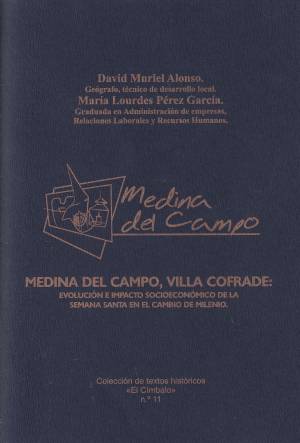 David Muriel Alonso.
Geógrafo, técnico de desarrollo local.
María Lourdes Pérez García.
Graduada en Administración de empresas,
Relaciones Laborales y Recursos Humanos.
Medina
del Campo
MEDINA DEL CAMPO, VILLA COFRADE:
EVOLUCIÓN E IMPACTO SOCIOECONÓMICO DE LA
SEMANA SANTA EN EL CAMBIO DE MILENIO.
Colección de textos históricos
«El Címbalo»
n.º 11